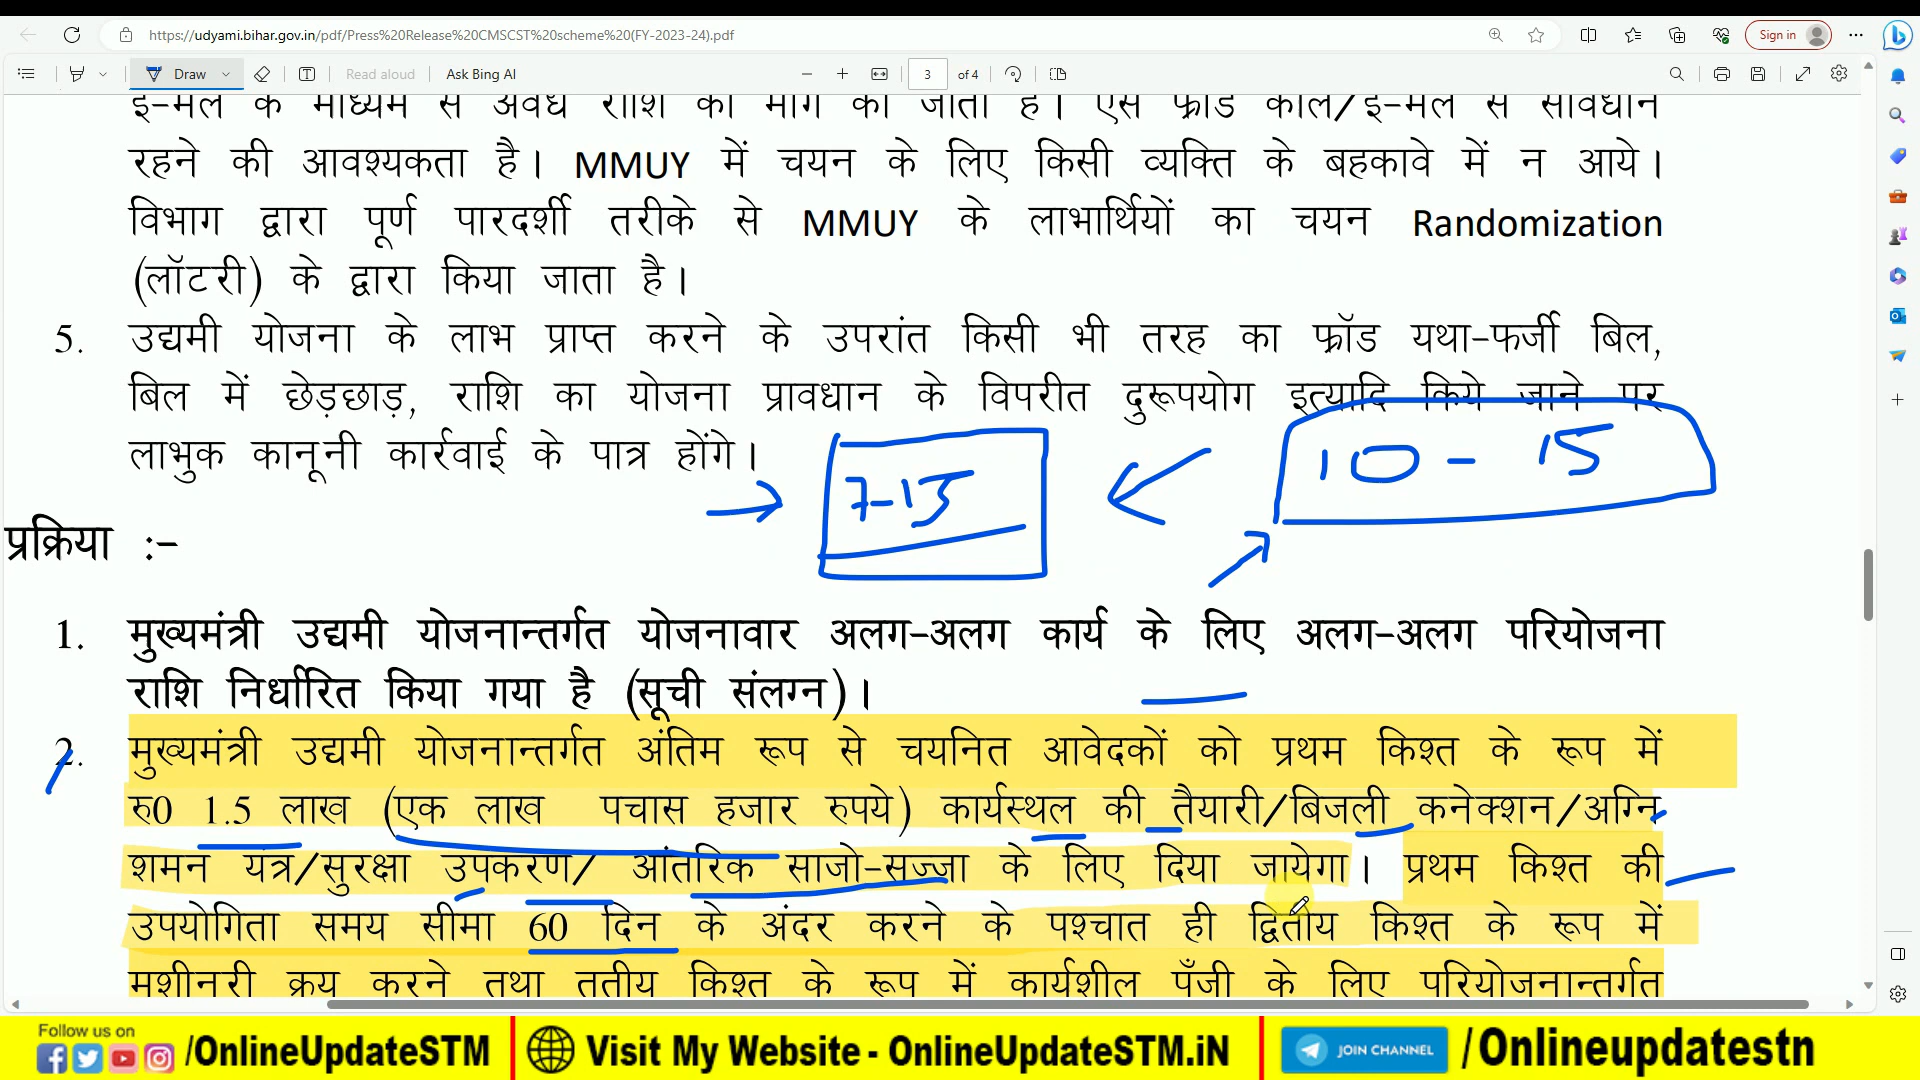 https://udyami.bihar.gov.in/pdf/Press%20Release%20CMSCST%20scheme%20(FY-2023-24).pdf
Sign in
Draw
Read aloud
Ask Bing AI
3 of 4
ई-मेल के माध्यम से अवैध राशि की मांग की जाती है। ऐसे फ्रॉड कॉल/ई-मेल से सावधान
रहने की आवश्यकता है। MMUY में चयन के लिए किसी व्यक्ति के बहकावे में न आये।
विभाग द्वारा पूर्ण पारदर्शी तरीके से MMUY के लाभार्थियों का चयन Randomization
(लॉटरी) के द्वारा किया जाता है।
5. उद्यमी योजना के लाभ प्राप्त करने के उपरांत किसी भी तरह का फ्रॉड यथा-फर्जी बिल,
बिल में छेड़छाड़, राशि का योजना प्रावधान के विपरीत दुरूपयोग इत्यादि किये जाने पर
लाभुक कानूनी कार्रवाई के पात्र होंगे।
7-15
10 - 15
प्रक्रिया :-
1. मुख्यमंत्री उद्यमी योजनान्तर्गत योजनावार अलग-अलग कार्य के लिए अलग-अलग परियोजना
राशि निर्धारित किया गया है (सूची संलग्न)।
2. मुख्यमंत्री उद्यमी योजनान्तर्गत अंतिम रूप से चयनित आवेदकों को प्रथम किश्त के रूप में
रु0 1.5 लाख (एक लाख पचास हजार रुपये) कार्यस्थल की तैयारी/बिजली कनेक्शन/अग्नि
शमन यंत्र/सुरक्षा उपकरण/ आंतरिक साजो-सज्जा के लिए दिया जायेगा। प्रथम किश्त की
उपयोगिता समय सीमा 60 दिन के अंदर करने के पश्चात ही द्वितीय किश्त के रूप में
मशीनरी क्रय करने तथा तृतीय किश्त के रूप में कार्यशील पूँजी के लिए परियोजनान्तर्गत
Follow us on
/OnlineUpdateSTM
Visit My Website - OnlineUpdateSTM.iN
JOIN CHANNEL
/Onlineupdatestn